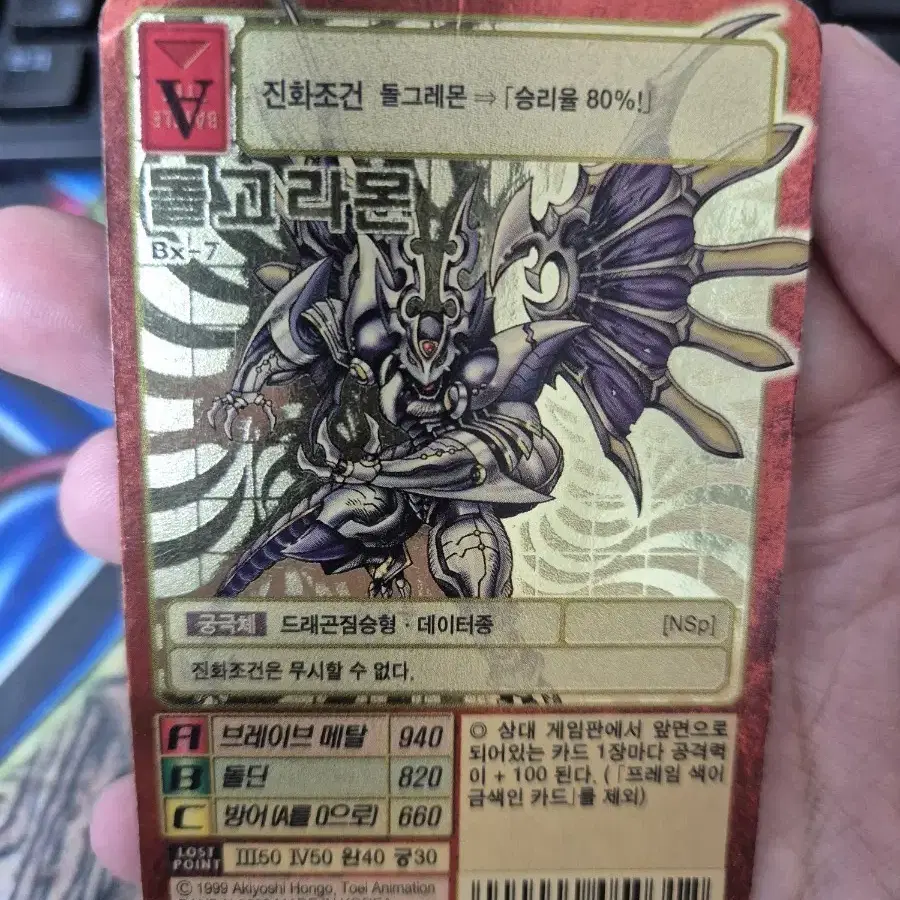 A
진화조건 돌그레몬 ⇒ 「승리율 80%!」
돌고라몬
Bx-7
궁극체 드래곤짐승형 · 데이터종 [NSp]
진화조건은 무시할 수 없다.
A 브레이브 메탈 940
B 돌딘 820
C 방어 (A를 0으로) 660
LOST POINT III50 IV50 완40 궁30
© 1999 Akiyoshi Hongo, Toei Animation
◎ 상대 게임판에서 앞면으로
되어있는 카드 1장마다 공격력
이 + 100 된다. (「프레임 색이
금색인 카드」를 제외)